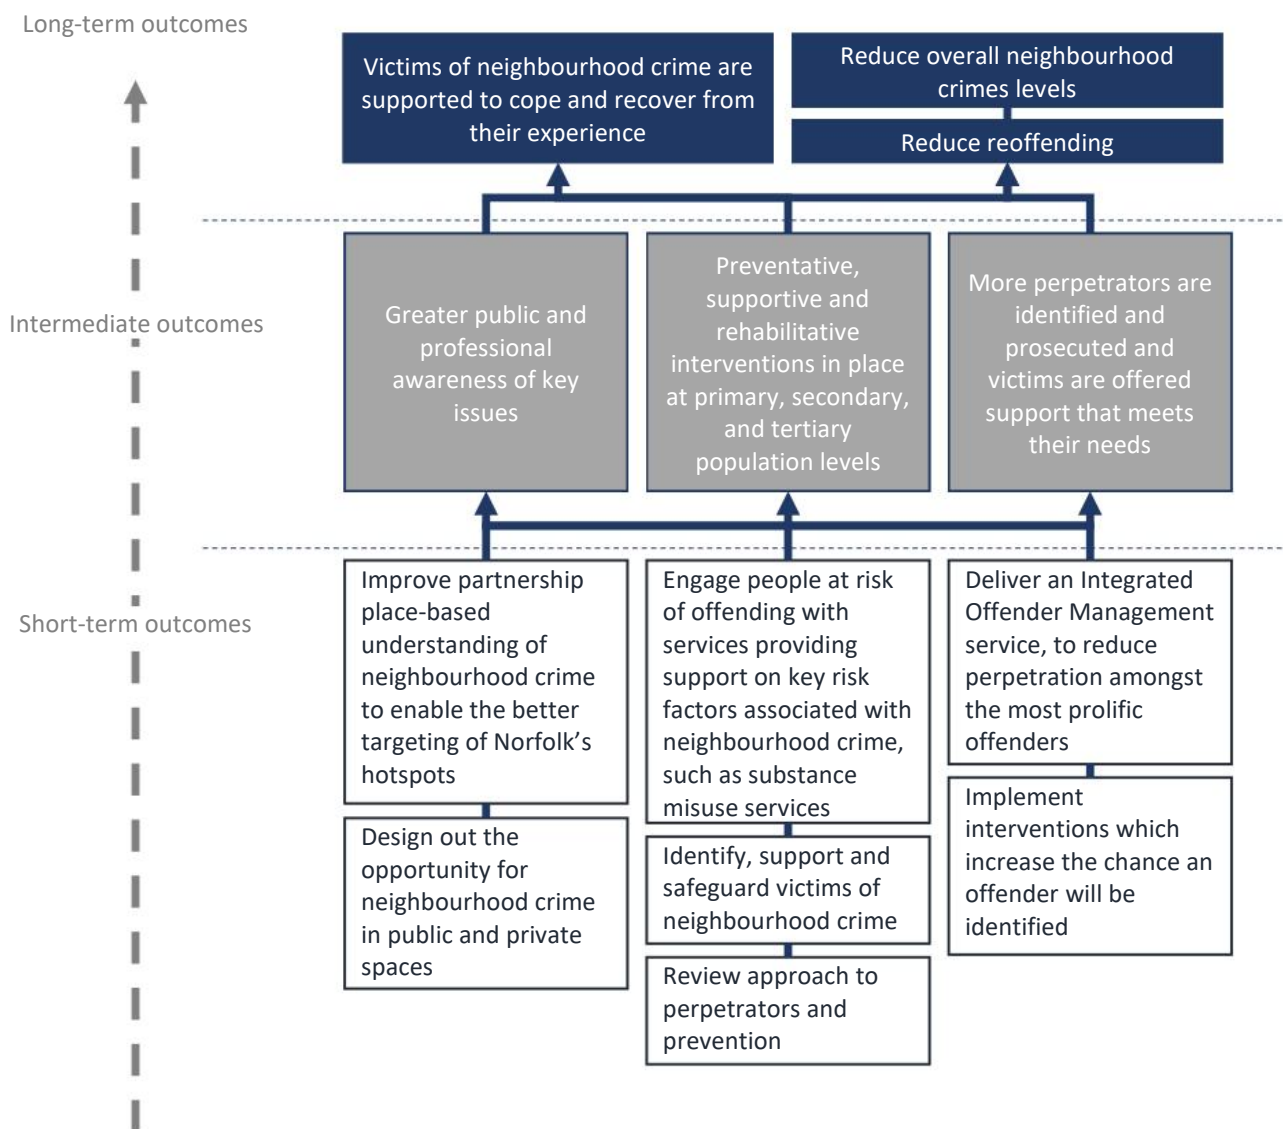 Long-term outcomes
Victims of neighbourhood crime are
supported to cope and recover from
their experience
Reduce overall neighbourhood
crimes levels
Reduce reoffending
Intermediate outcomes
Greater public and
professional
awareness of key
issues
Preventative,
supportive and
rehabilitative
interventions in place
at primary, secondary,
and tertiary
population levels
More perpetrators are
identified and
prosecuted and
victims are offered
support that meets
their needs
Short-term outcomes
Improve partnership
place-based
understanding of
neighbourhood crime
to enable the better
targeting of Norfolk’s
hotspots
Design out the
opportunity for
neighbourhood crime
in public and private
spaces
Engage people at risk
of offending with
services providing
support on key risk
factors associated with
neighbourhood crime,
such as substance
misuse services
Identify, support and
safeguard victims of
neighbourhood crime
Review approach to
perpetrators and
prevention
Deliver an Integrated
Offender Management
service, to reduce
perpetration amongst
the most prolific
offenders
Implement
interventions which
increase the chance an
offender will be
identified